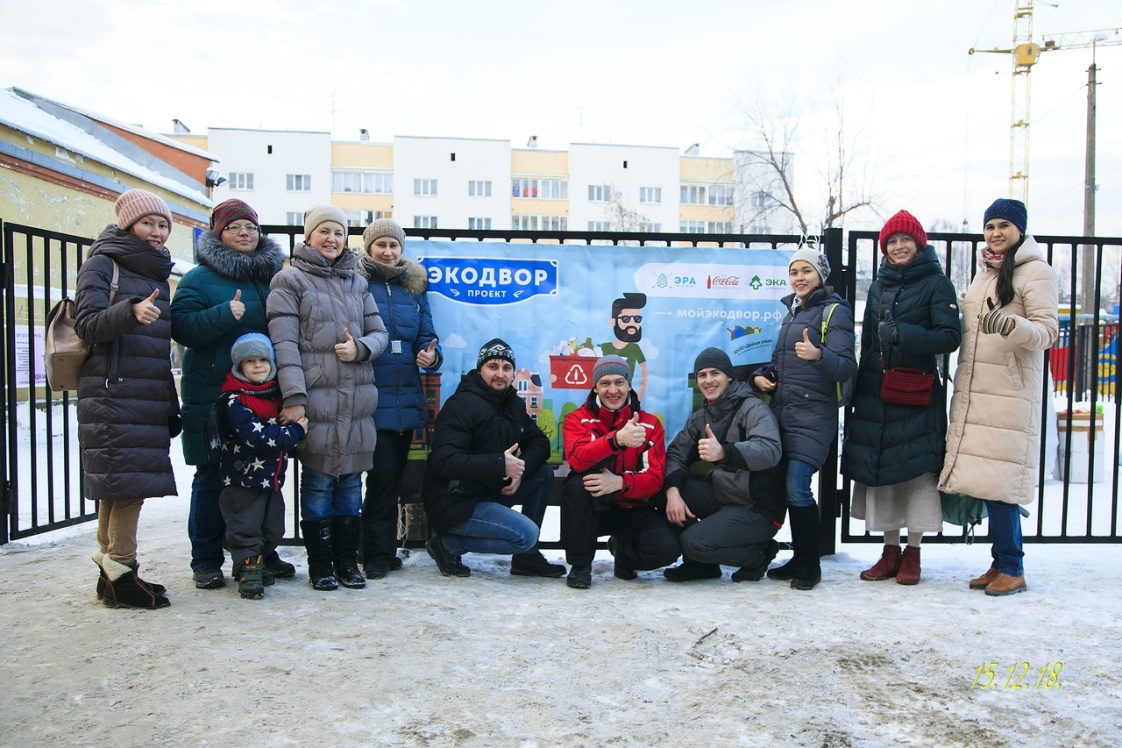 ЭКОДВОР
ПРОЕКТ
ЭРА
Coca-Cola
ЭКА
мойэкодвор.рф
15.12.18.